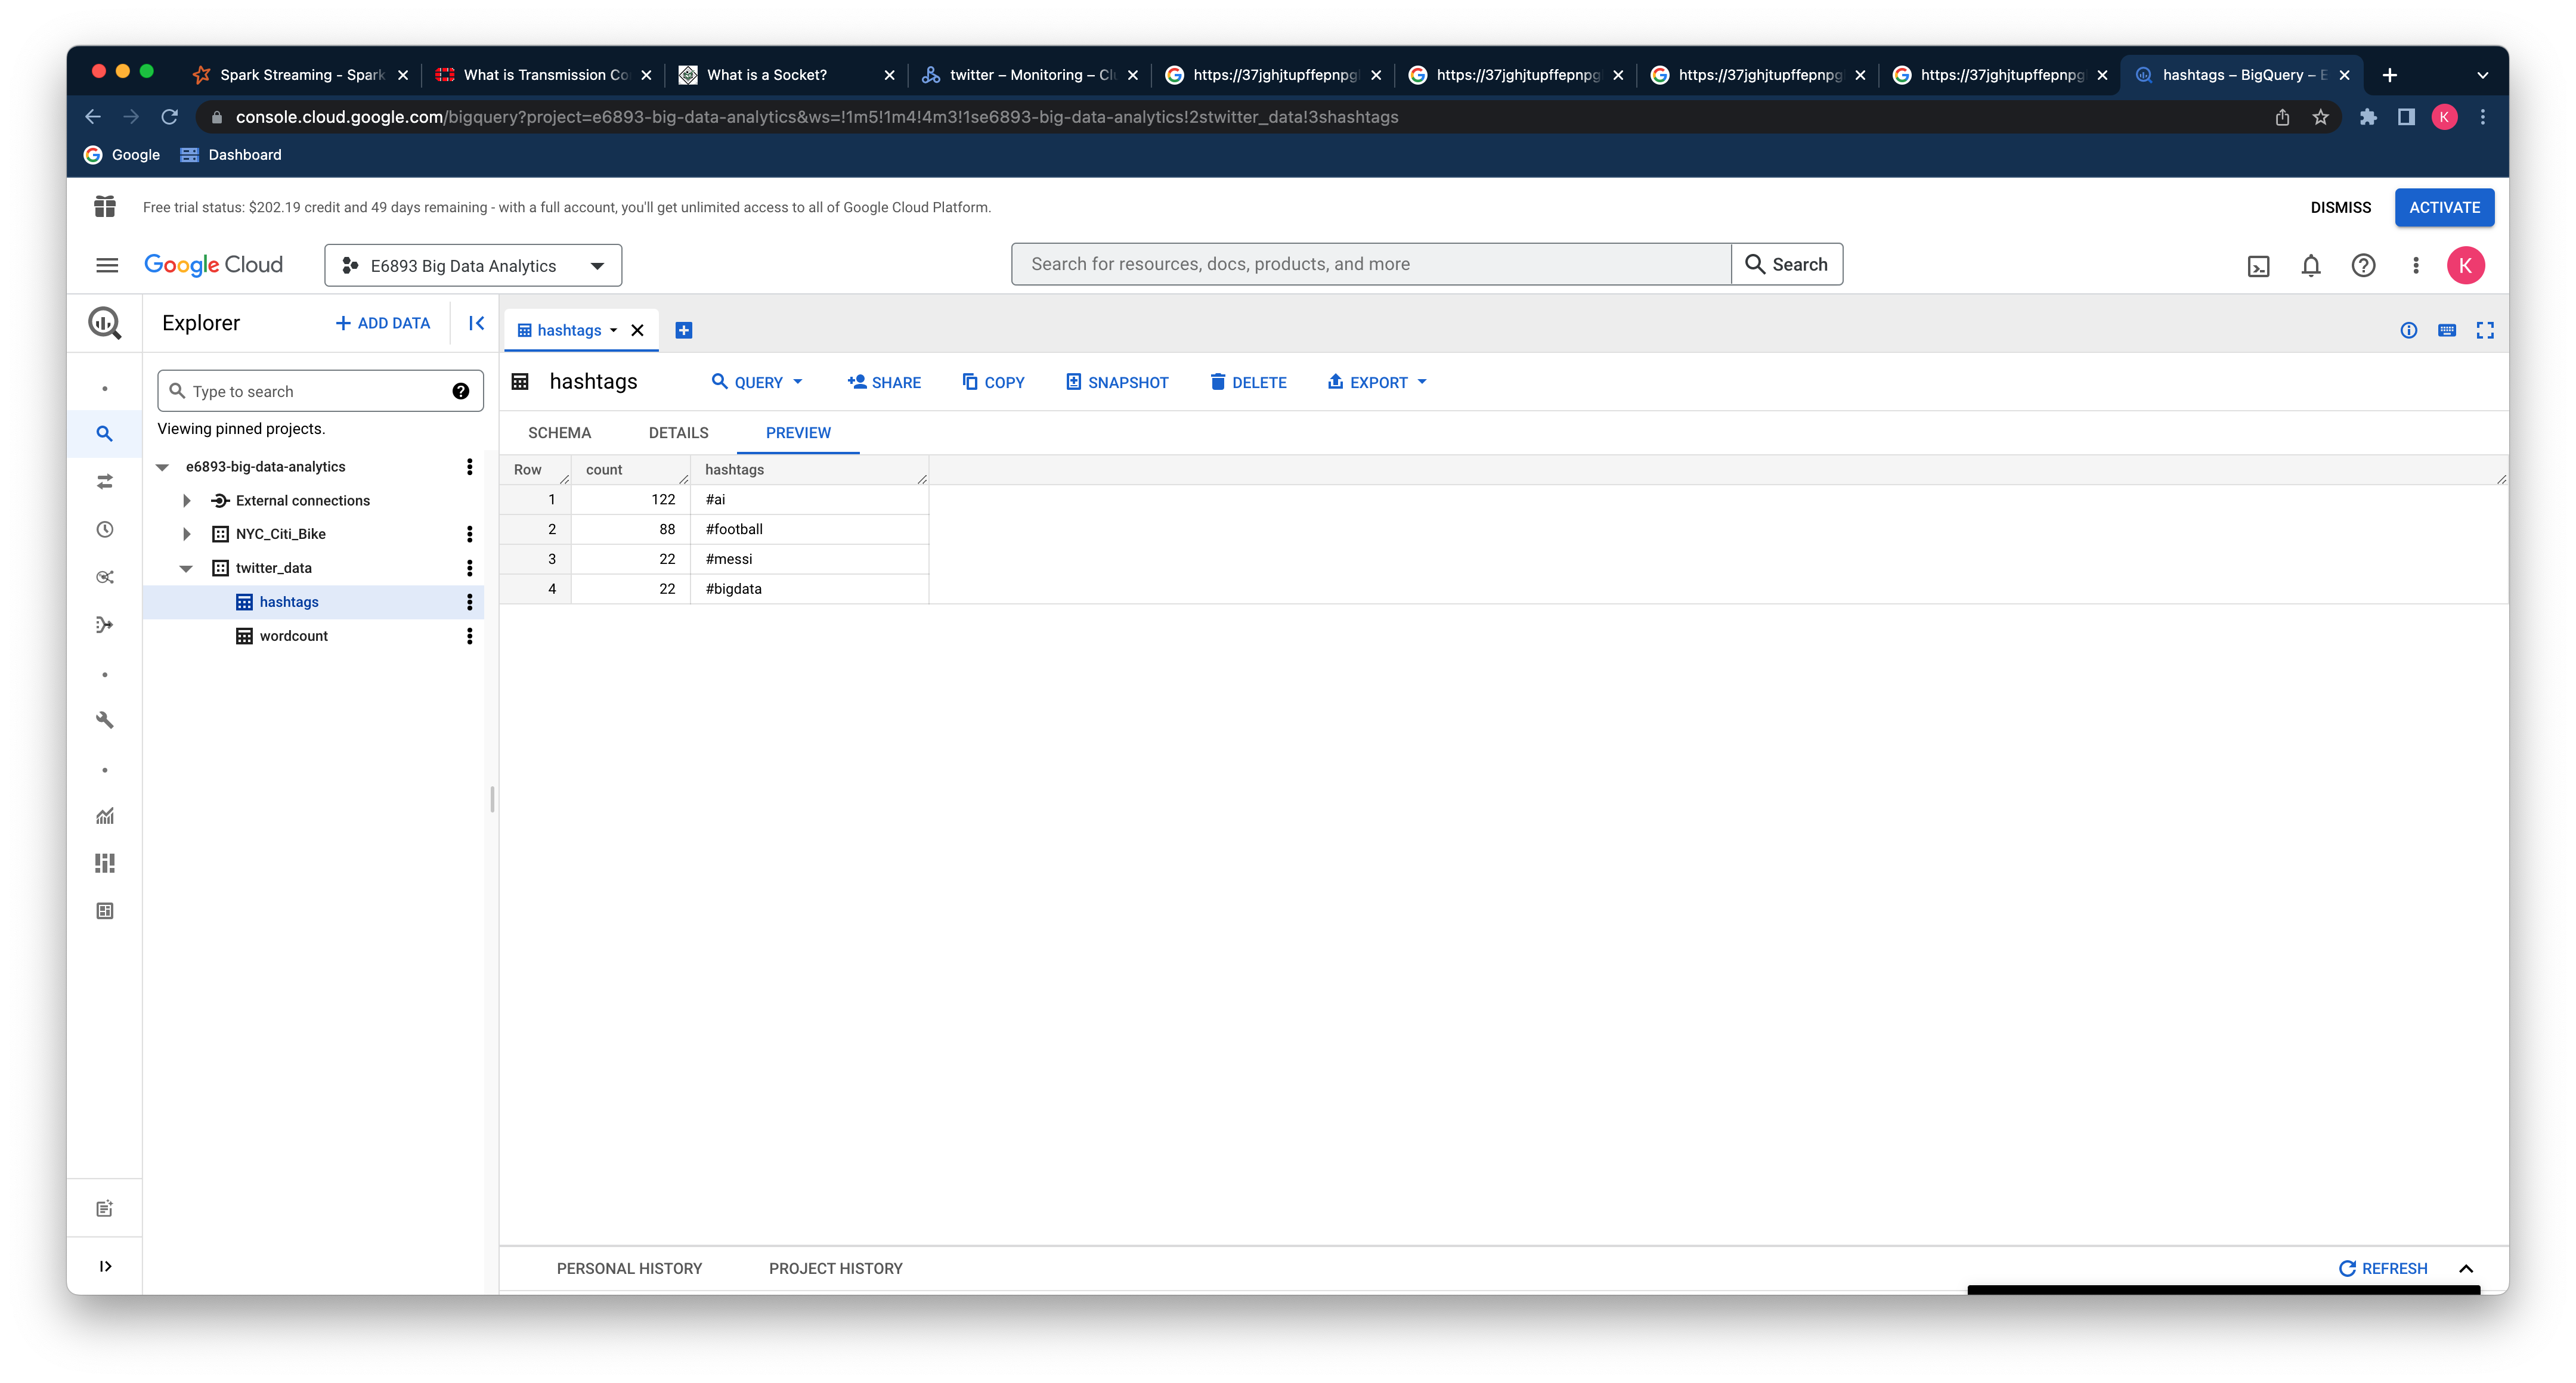 Spark Streaming - Spark
What is Transmission Co
What is a Socket?
twitter – Monitoring – Cl
https://37jghjtupffepnpg
https://37jghjtupffepnpg
https://37jghjtupffepnpg
https://37jghjtupffepnpg
hashtags – BigQuery – E
console.cloud.google.com/bigquery?project=e6893-big-data-analytics&ws=!1m5!1m4!4m3!1se6893-big-data-analytics!2stwitter_data!3shashtags
K
Google
Dashboard
Free trial status: $202.19 credit and 49 days remaining - with a full account, you'll get unlimited access to all of Google Cloud Platform.
DISMISS
ACTIVATE
Google Cloud
E6893 Big Data Analytics
Search for resources, docs, products, and more
Search
K
Explorer
+ ADD DATA
hashtags
hashtags
QUERY
SHARE
COPY
SNAPSHOT
DELETE
EXPORT
Type to search
Viewing pinned projects.
e6893-big-data-analytics
External connections
NYC_Citi_Bike
twitter_data
hashtags
wordcount
SCHEMA
DETAILS
PREVIEW
Row count hashtags
1 122 #ai
2 88 #football
3 22 #messi
4 22 #bigdata
PERSONAL HISTORY
PROJECT HISTORY
REFRESH